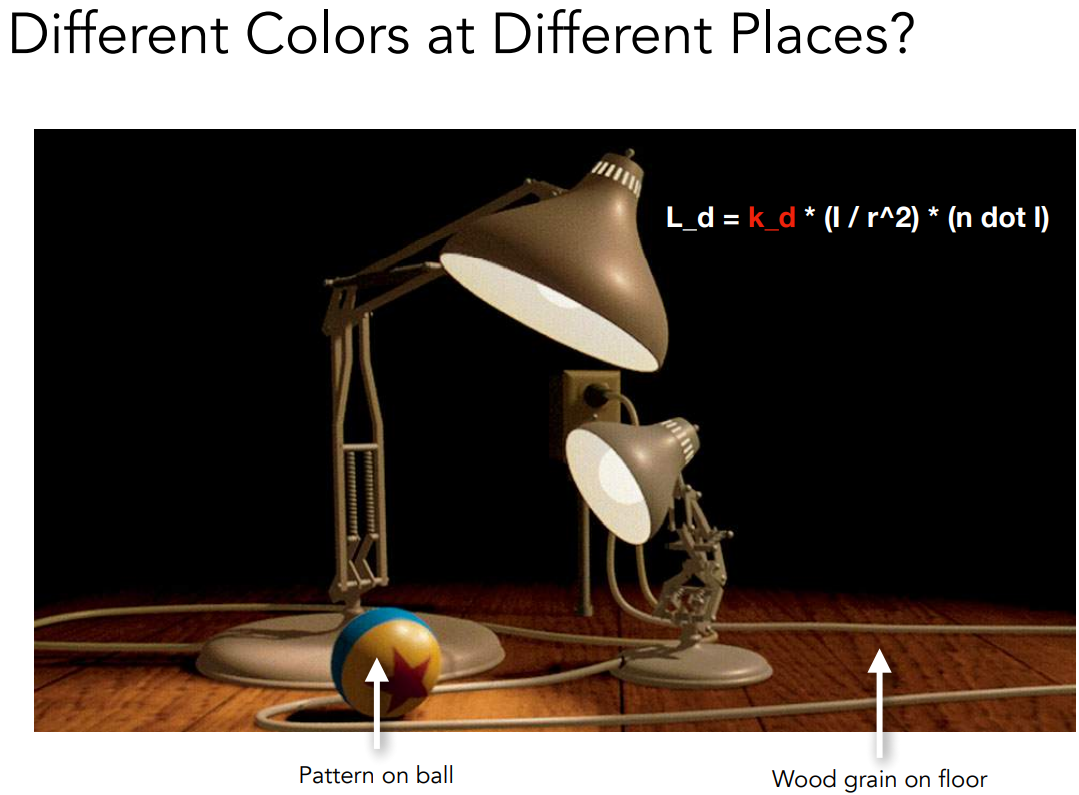 Different Colors at Different Places?
L_d = k_d * (I / r^2) * (n dot l)
Pattern on ball
Wood grain on floor